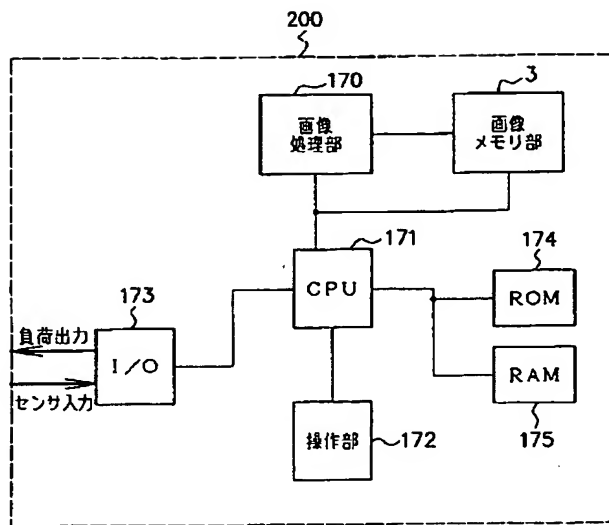 200
170
3
画像
処理部
画像
メモリ部
171
CPU
174
ROM
173
I/O
負荷出力
センサ入力
RAM
175
操作部
172